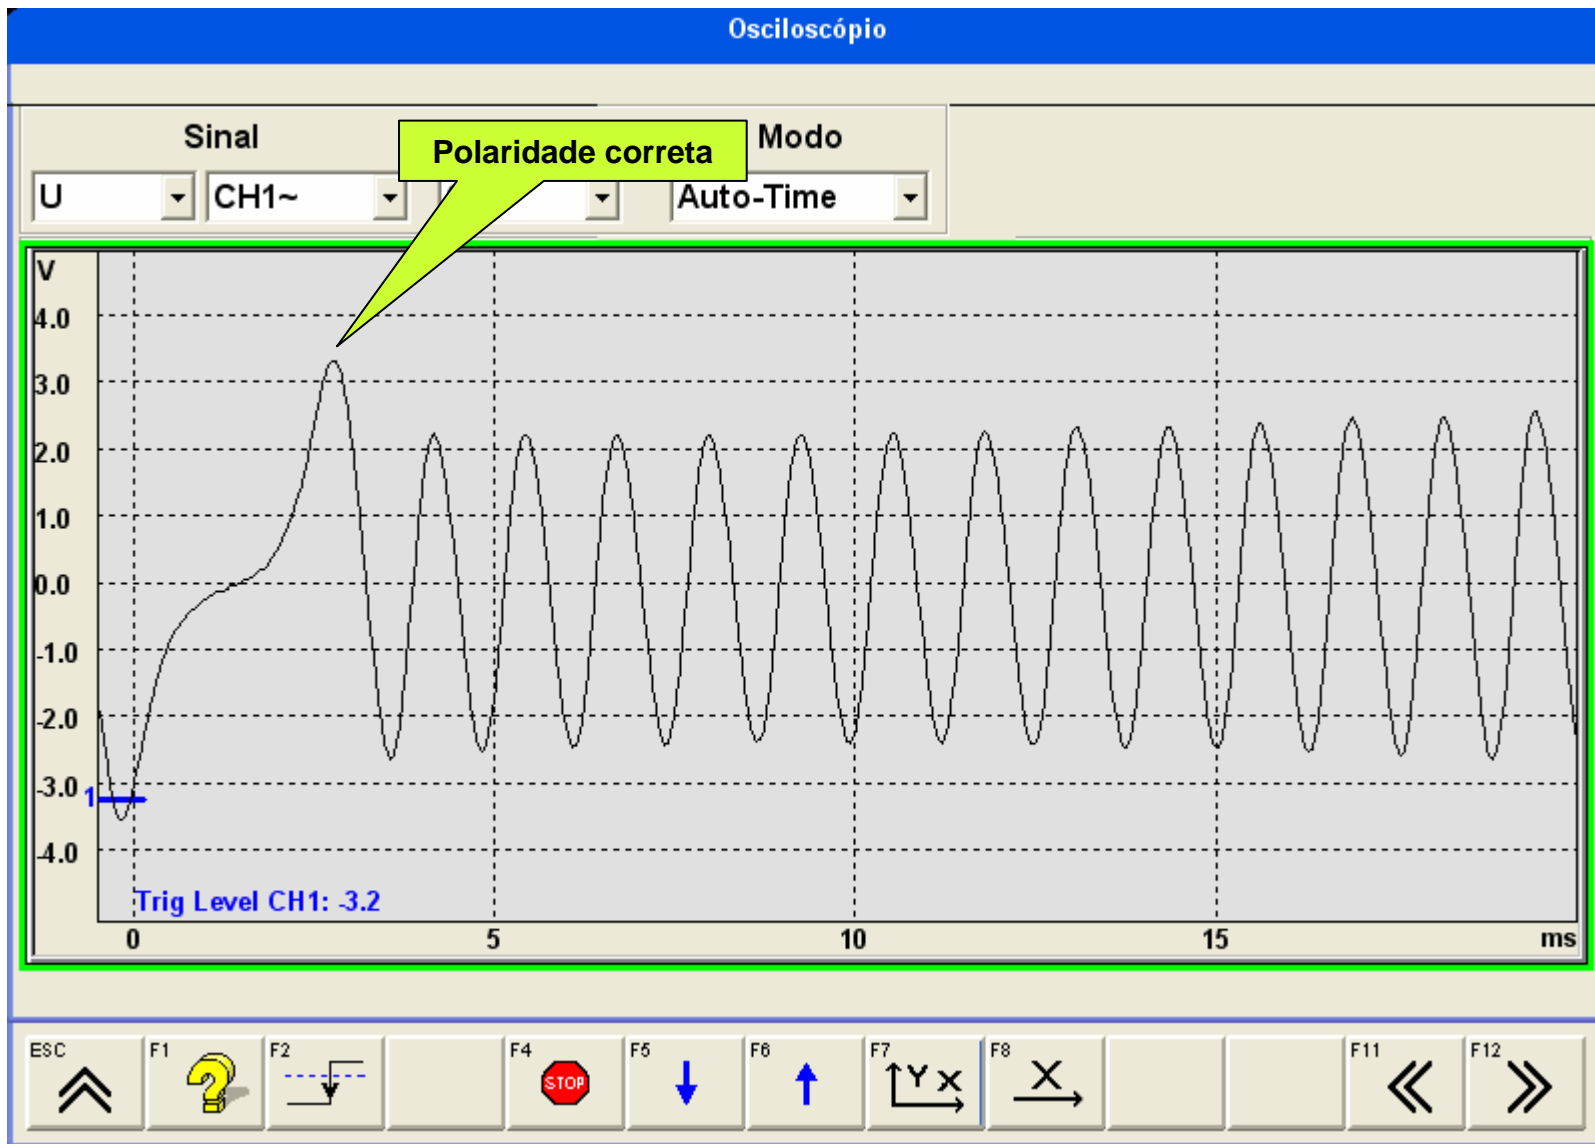 Osciloscópio
Sinal
Polaridade correta
Modo
U
CH1~
Auto-Time
V
4.0
3.0
2.0
1.0
0.0
-1.0
-2.0
-3.0
1
-4.0
Trig Level CH1: -3.2
0
5
10
15
ms
ESC
F1
F2
F4
STOP
F5
F6
F7
Y X
F8
X
F11
F12